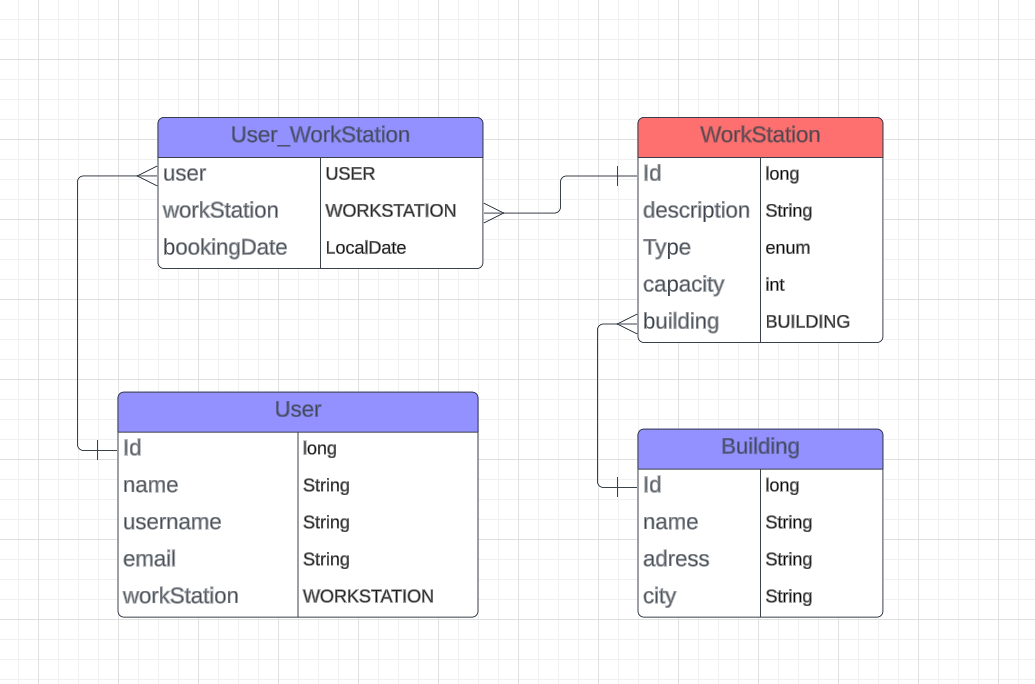 User_WorkStation
user USER
workStation WORKSTATION
bookingDate LocalDate
WorkStation
Id long
description String
Type enum
capacity int
building BUILDING
User
Id long
name String
username String
email String
workStation WORKSTATION
Building
Id long
name String
adress String
city String